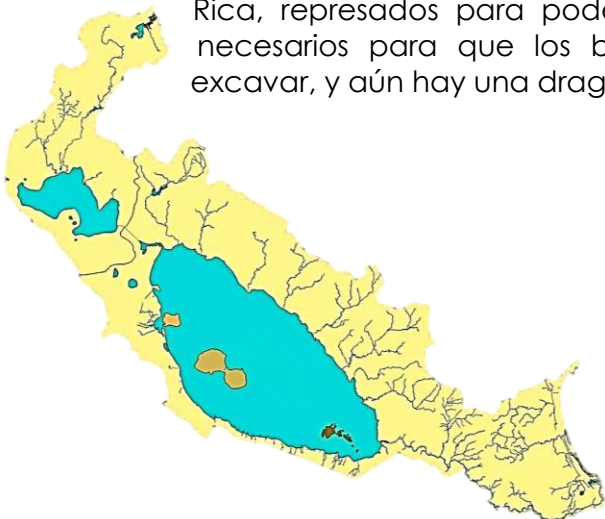 Rica, represados para pode
necesarios para que los b
excavar, y aún hay una drag